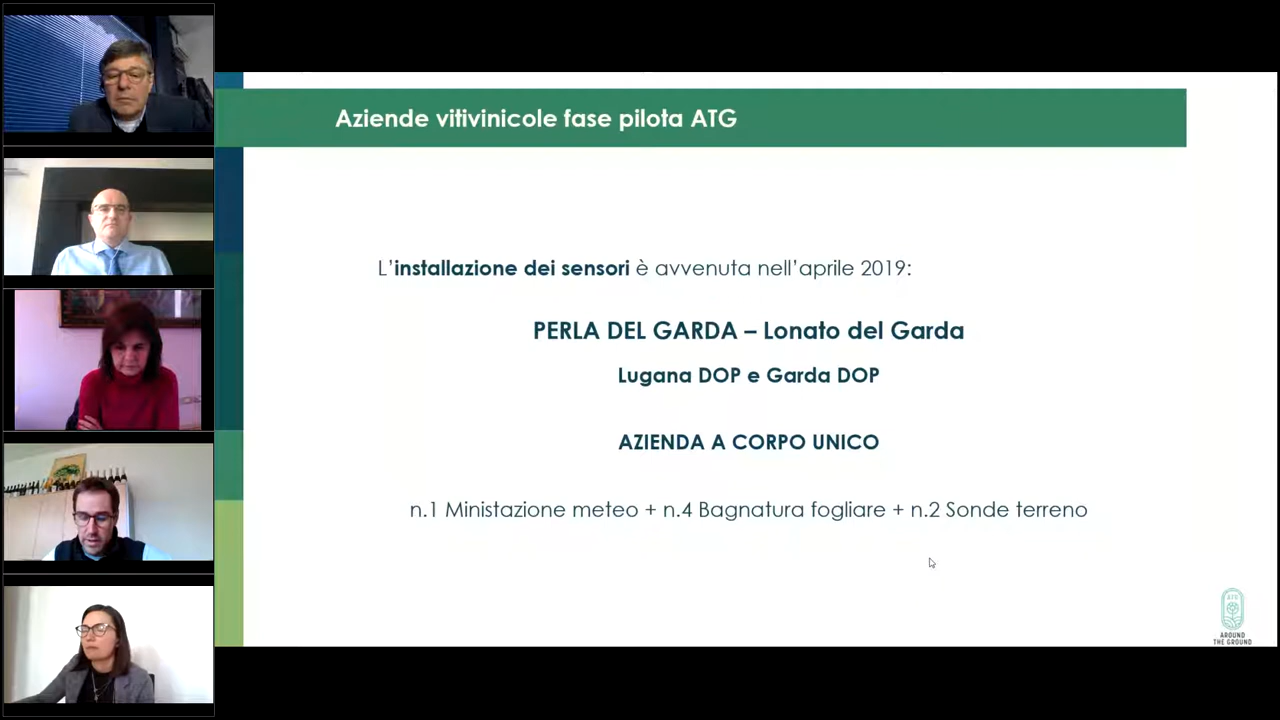 Aziende vitivinicole fase pilota ATG
L’installazione dei sensori è avvenuta nell’aprile 2019:
PERLA DEL GARDA – Lonato del Garda
Lugana DOP e Garda DOP
AZIENDA A CORPO UNICO
n.1 Ministazione meteo + n.4 Bagnatura fogliare + n.2 Sonde terreno
ATG
AROUND
THE GROUND